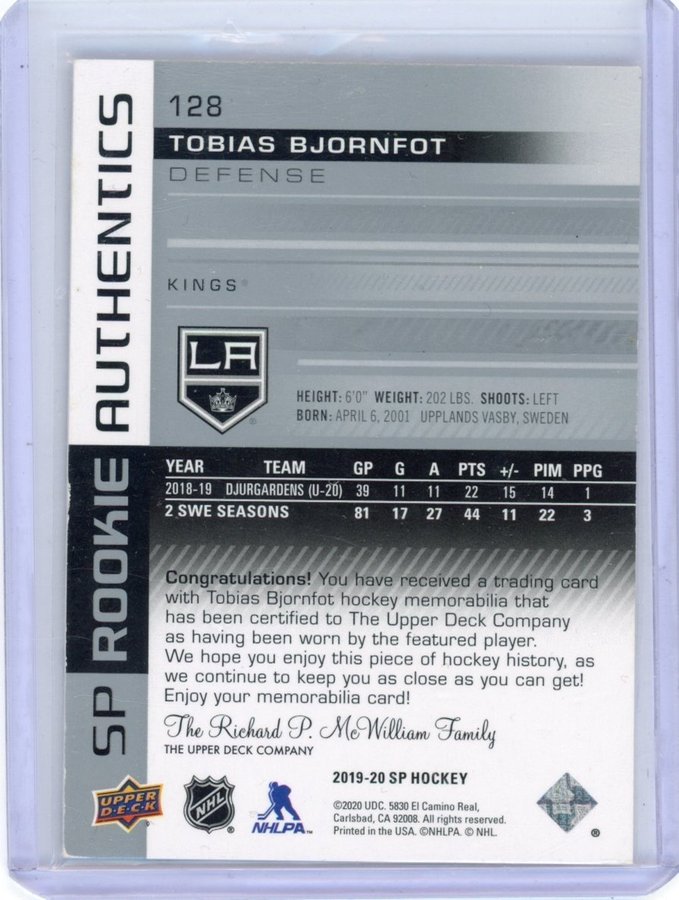 SP ROOKIE AUTHENTICS
128
TOBIAS BJORNFOT
DEFENSE
KINGS®
LA
®
HEIGHT: 6'0" WEIGHT: 202 LBS. SHOOTS: LEFT
BORN: APRIL 6, 2001 UPPLANDS VASBY, SWEDEN
YEAR TEAM GP G A PTS +/- PIM PPG
2018-19 DJURGARDENS (U-20) 39 11 11 22 15 14 1
2 SWE SEASONS 81 17 27 44 11 22 3
Congratulations! You have received a trading card
with Tobias Bjornfot hockey memorabilia that
has been certified to The Upper Deck Company
as having been worn by the featured player.
We hope you enjoy this piece of hockey history, as
we continue to keep you as close as you can get!
Enjoy your memorabilia card!
The Richard P. McWilliam Family
THE UPPER DECK COMPANY
2019-20 SP HOCKEY
UPPER
D·E·C·K
NHL
®
NHLPA™
©2020 UDC. 5830 El Camino Real,
Carlsbad, CA 92008. All rights reserved.
Printed in the USA. ©NHLPA. © NHL.
®